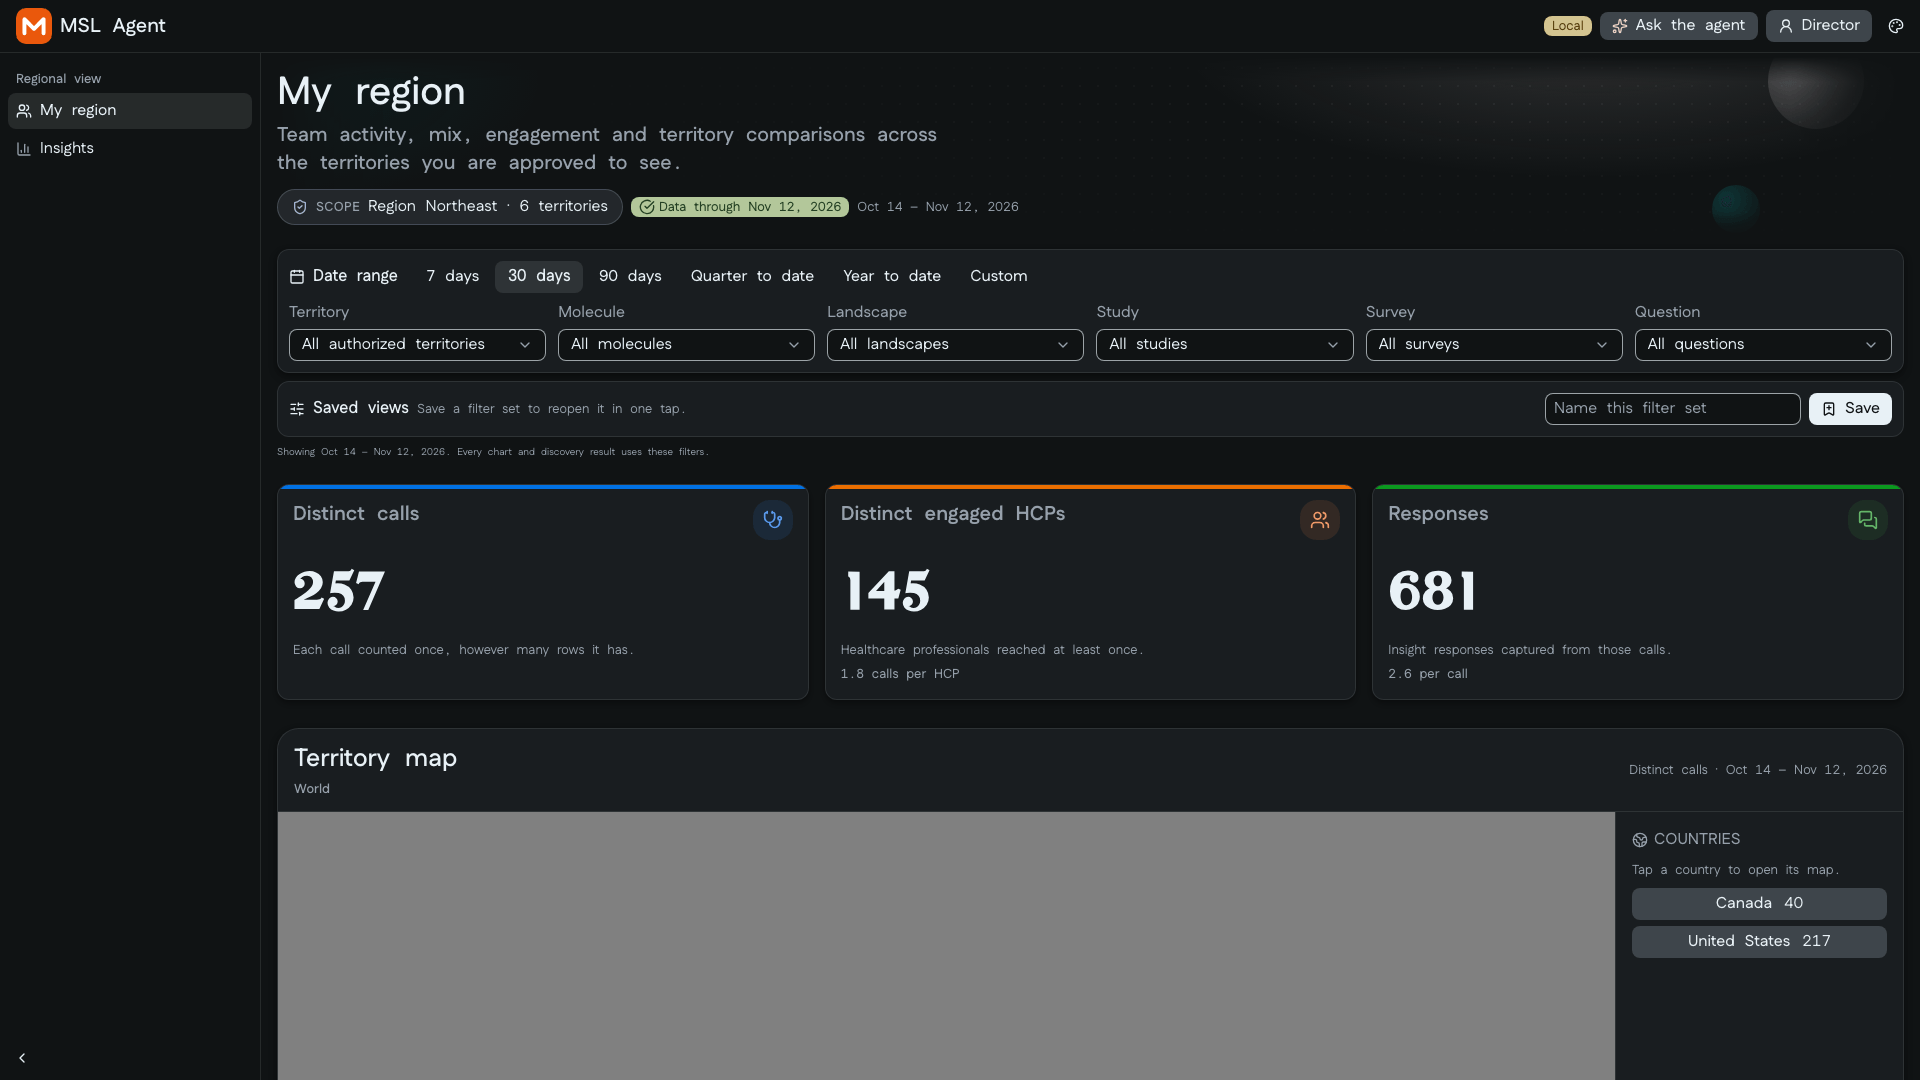 MSL Agent
Local
Ask the agent
Director
Regional view
My region
Insights
My region
Team activity, mix, engagement and territory comparisons across
the territories you are approved to see.
SCOPE Region Northeast · 6 territories
Data through Nov 12, 2026
Oct 14 – Nov 12, 2026
Date range
7 days
30 days
90 days
Quarter to date
Year to date
Custom
Territory
Molecule
Landscape
Study
Survey
Question
All authorized territories
All molecules
All landscapes
All studies
All surveys
All questions
Saved views Save a filter set to reopen it in one tap.
Name this filter set
Save
Showing Oct 14 – Nov 12, 2026. Every chart and discovery result uses these filters.
Distinct calls
257
Each call counted once, however many rows it has.
Distinct engaged HCPs
145
Healthcare professionals reached at least once.
1.8 calls per HCP
Responses
681
Insight responses captured from those calls.
2.6 per call
Territory map
World
Distinct calls · Oct 14 – Nov 12, 2026
COUNTRIES
Tap a country to open its map.
Canada 40
United States 217